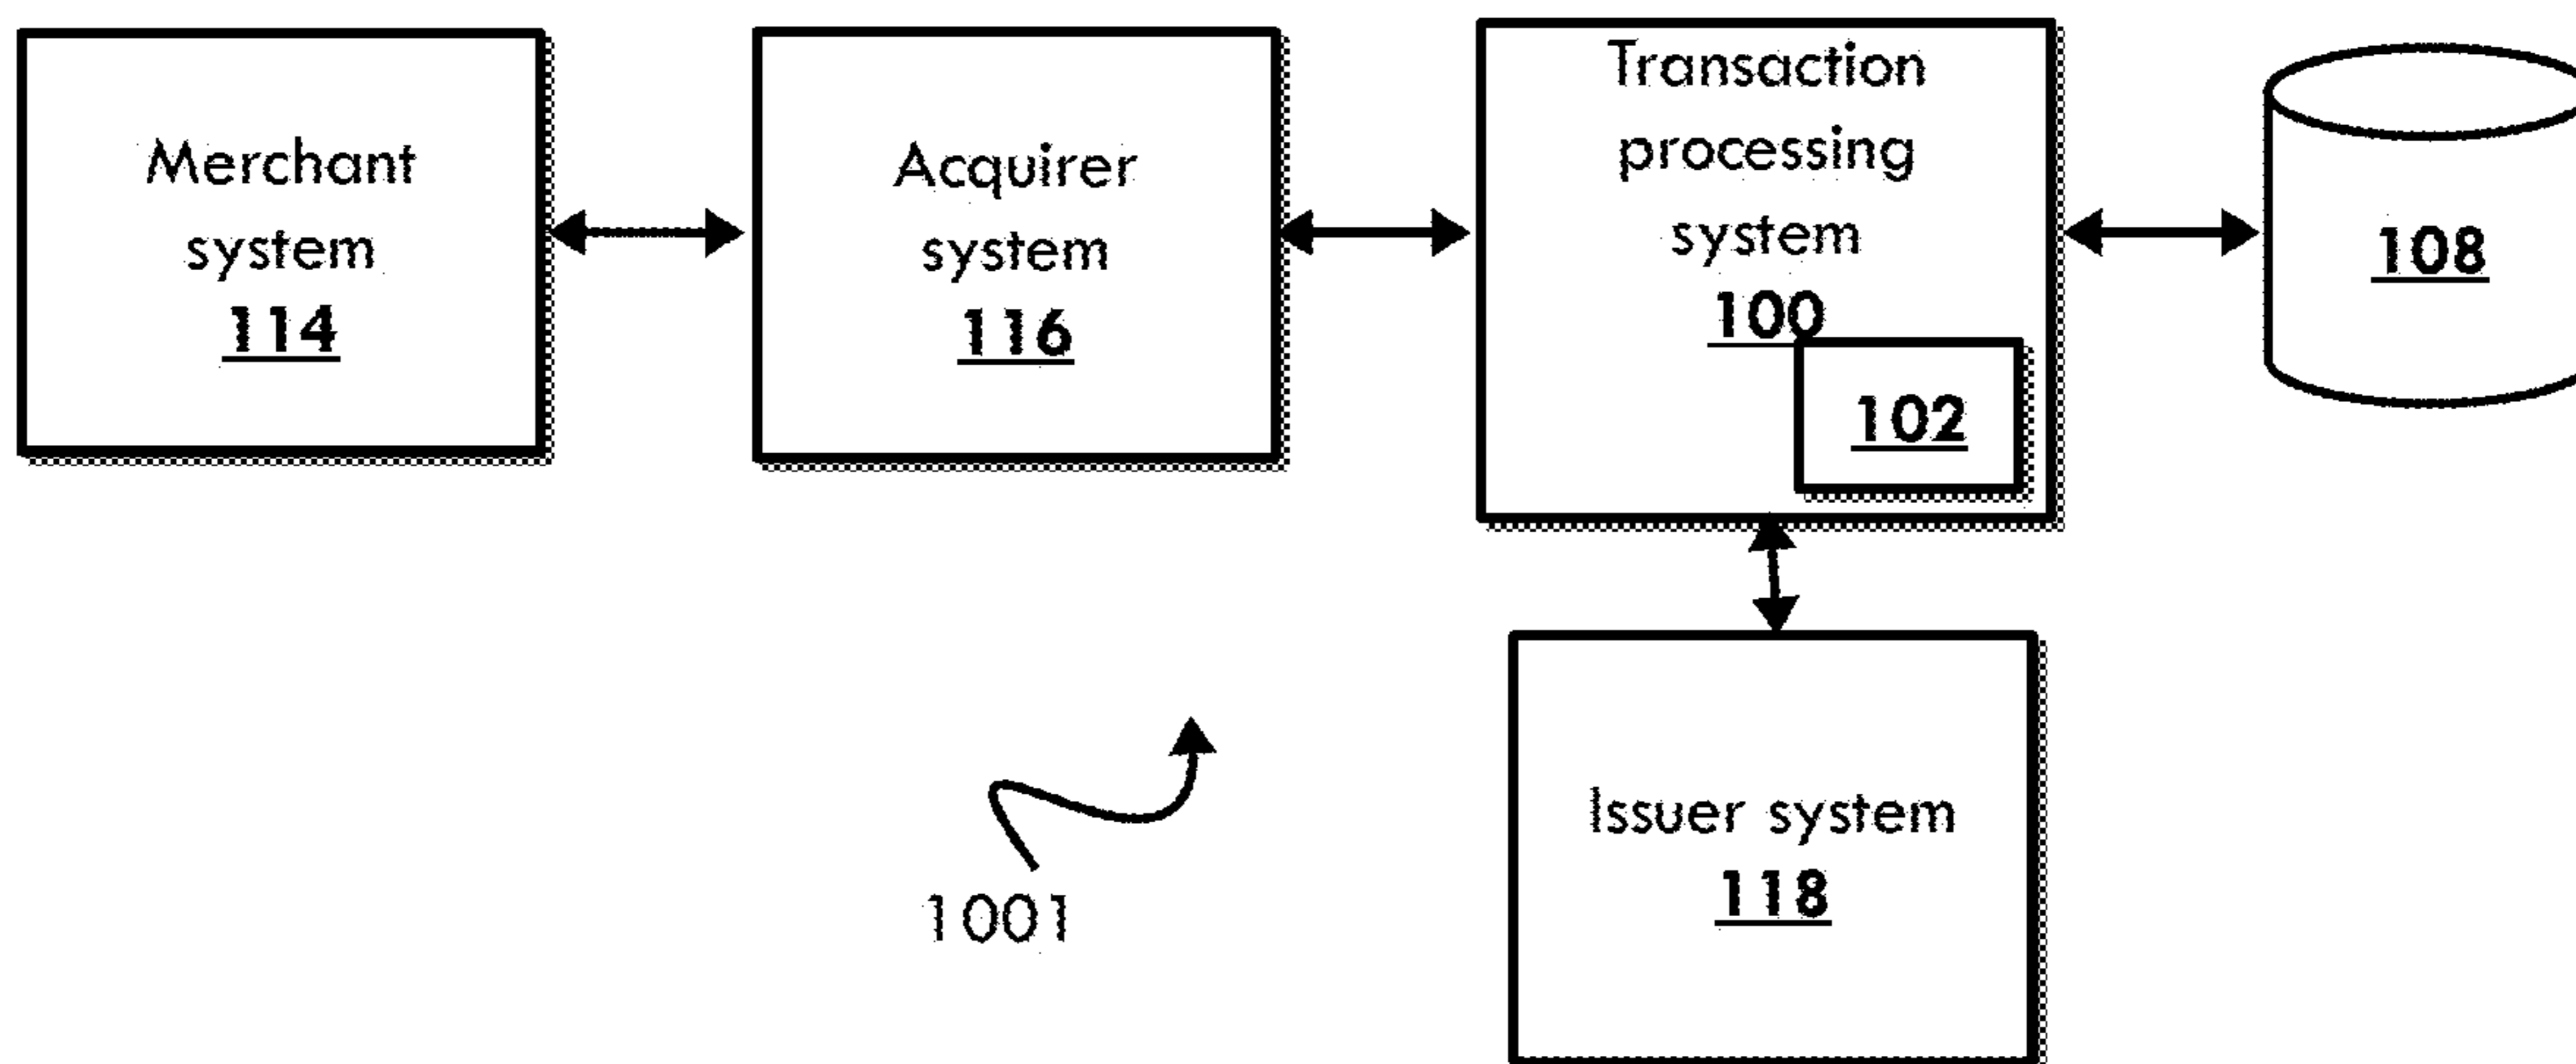 Merchant
system
114
Acquirer
system
116
Transaction
processing
system
100
102
108
Issuer system
118
1001